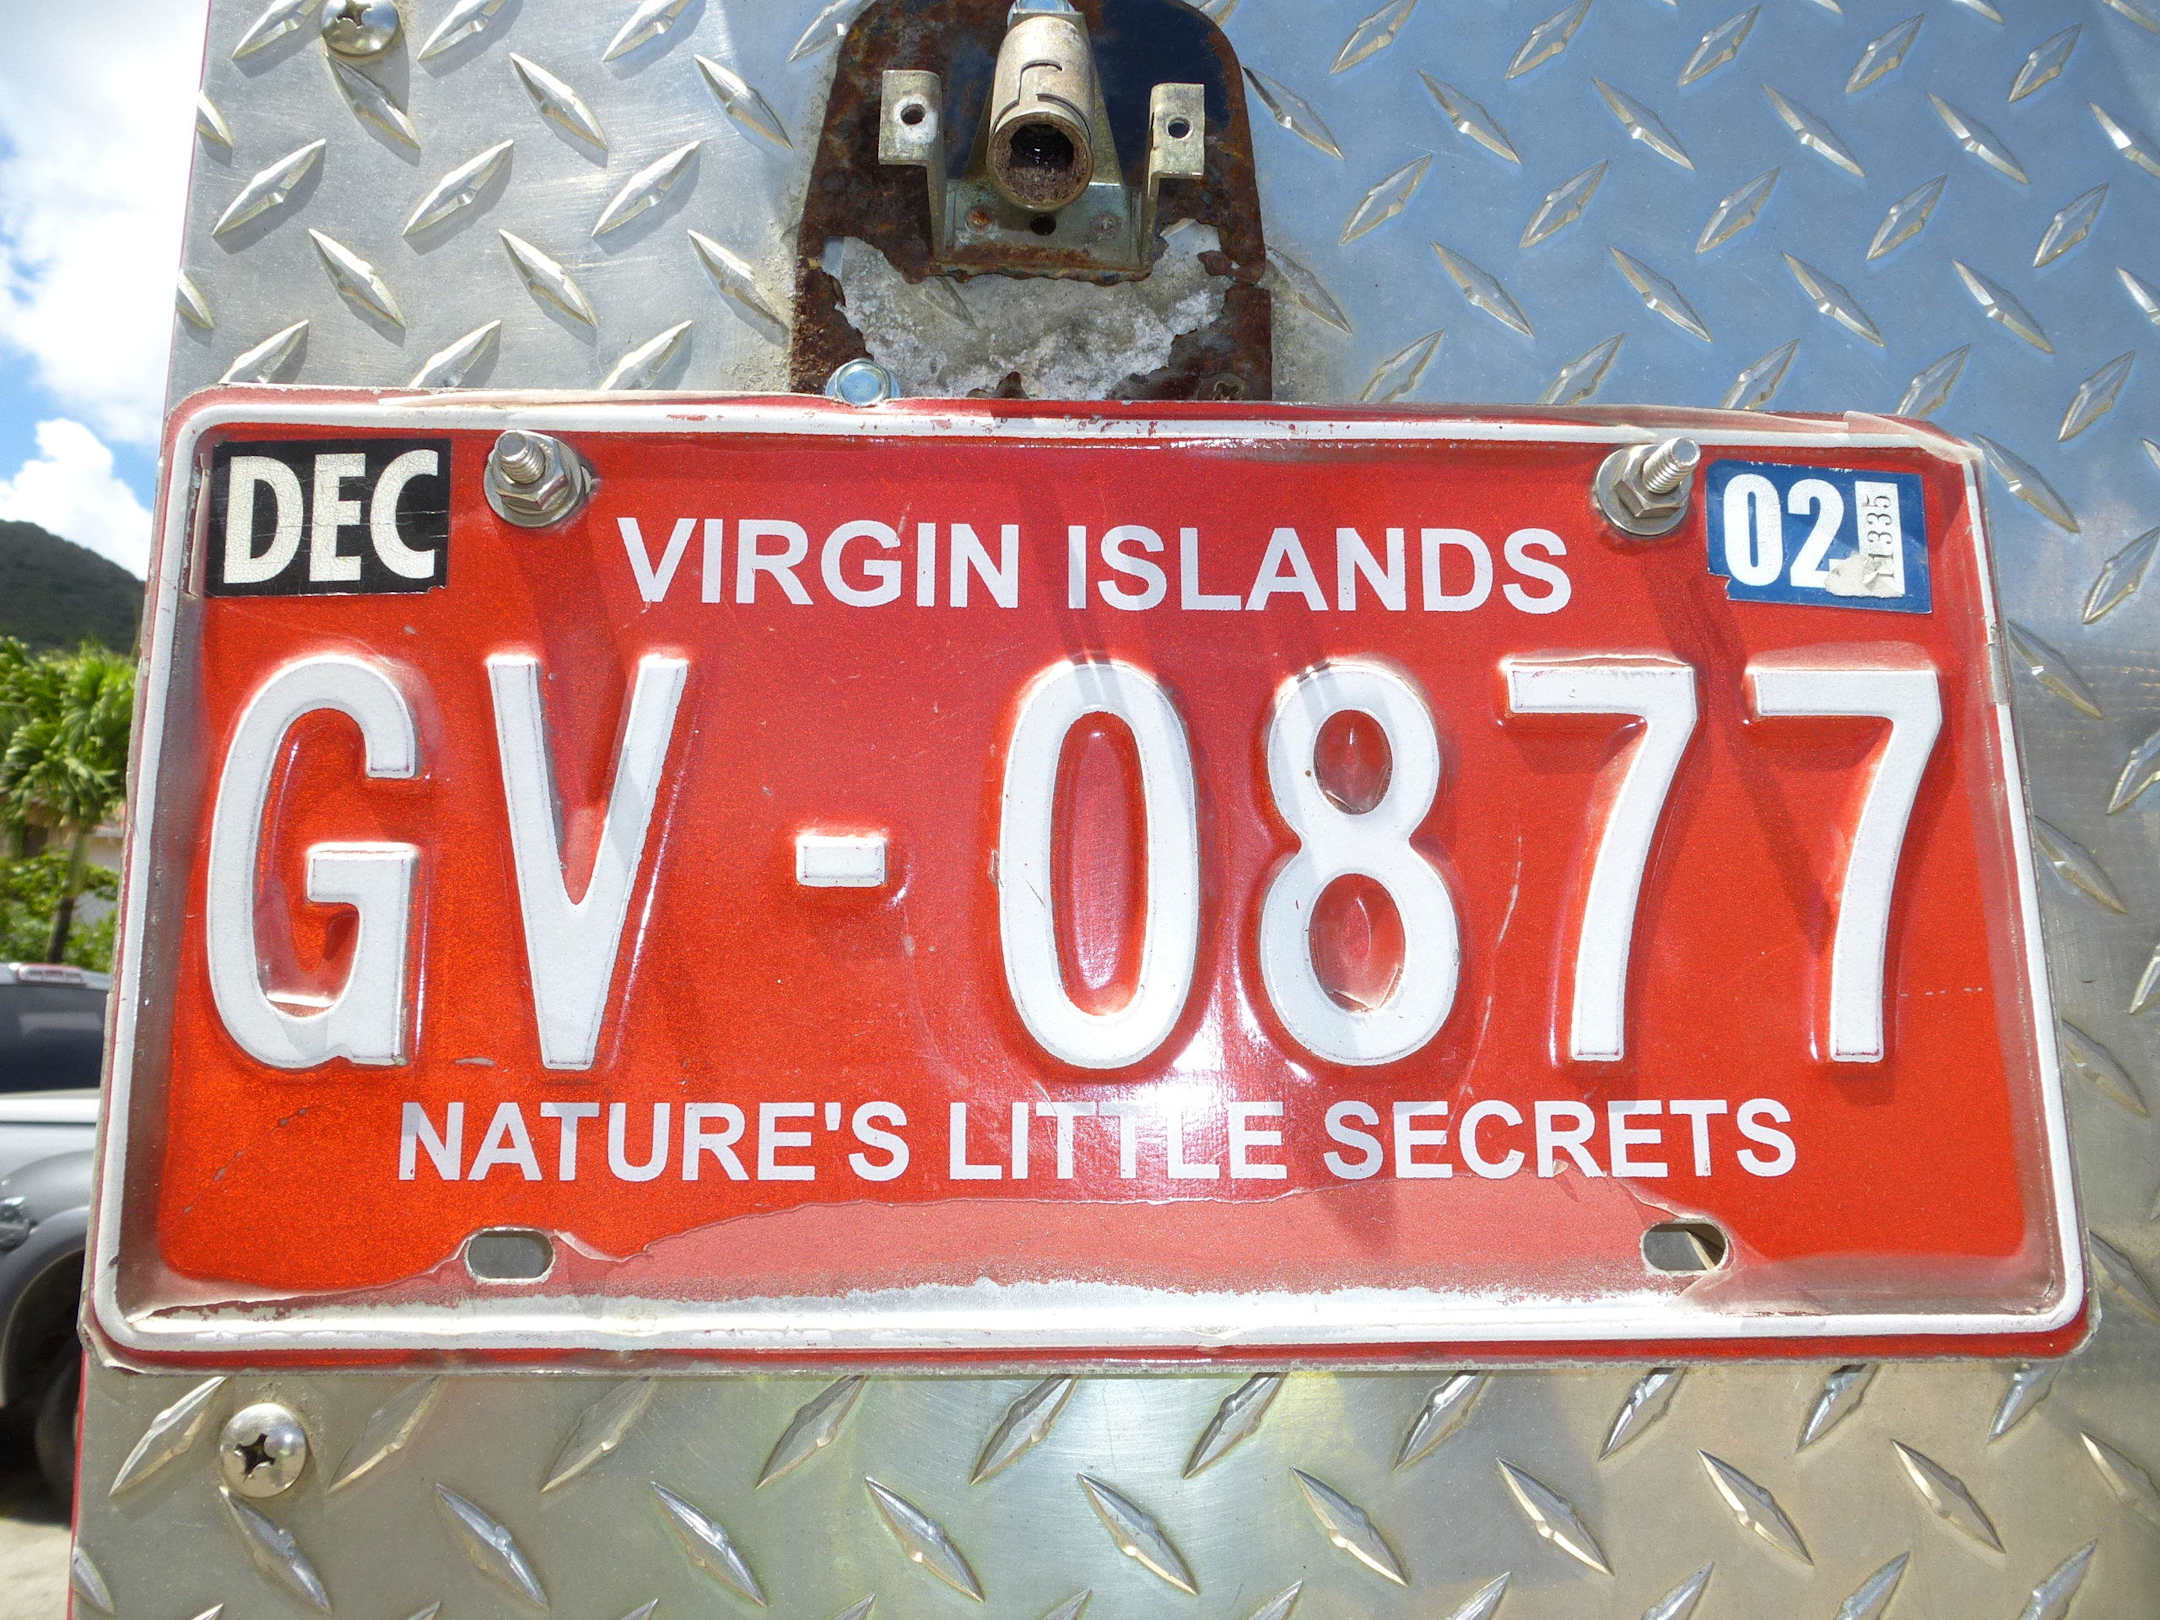 DEC
VIRGIN ISLANDS
02
1335
GV-0877
NATURE'S LITTLE SECRETS